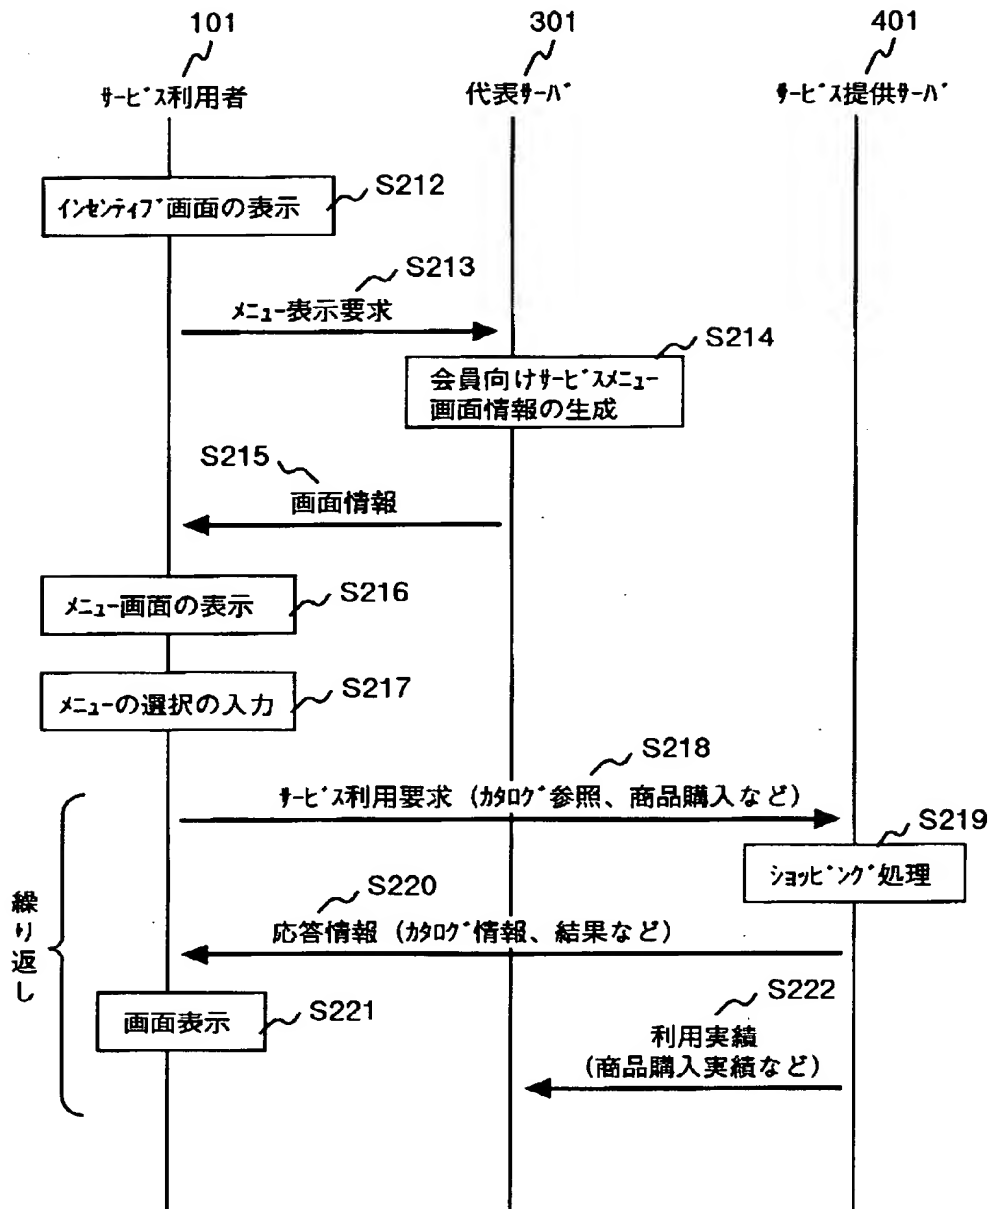 101
301
401
ｻｰﾋﾞｽ利用者
代表ｻｰﾊﾞ
ｻｰﾋﾞｽ提供ｻｰﾊﾞ
S212
ｲﾝｾﾝﾃｨﾌﾞ画面の表示
S213
ﾒﾆｭｰ表示要求
S214
会員向けｻｰﾋﾞｽﾒﾆｭｰ
画面情報の生成
S215
画面情報
S216
ﾒﾆｭｰ画面の表示
S217
ﾒﾆｭｰの選択の入力
S218
ｻｰﾋﾞｽ利用要求（ｶﾀﾛｸﾞ参照、商品購入など）
S219
ｼｮｯﾋﾟﾝｸﾞ処理
S220
応答情報（ｶﾀﾛｸﾞ情報、結果など）
繰り返し
S221
画面表示
S222
利用実績
（商品購入実績など）